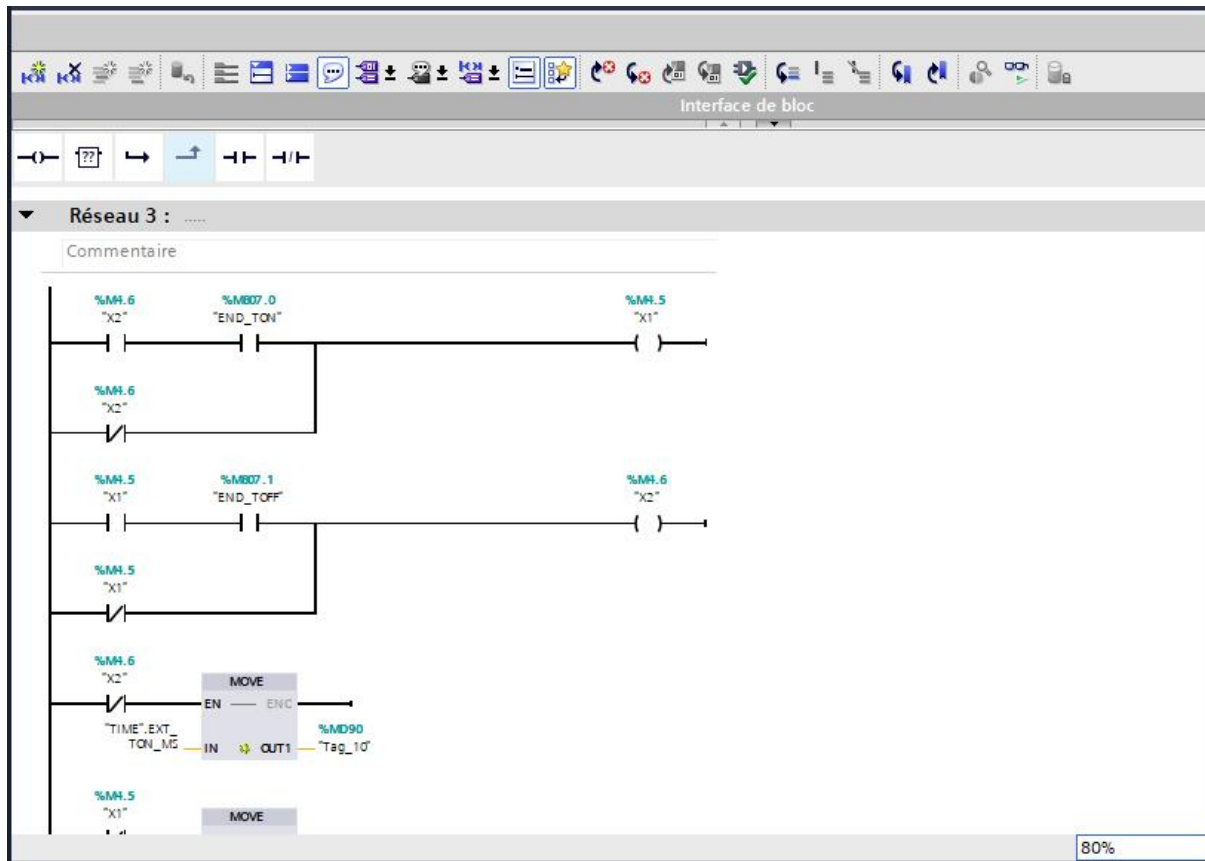 Interface de bloc
??
Réseau 3 : .....
Commentaire
%M4.6 %M807.0 %M4.5
"X2" "END_TON" "X1"
%M4.6
"X2"
%M4.5 %M807.1 %M4.6
"X1" "END_TOFF" "X2"
%M4.5
"X1"
%M4.6
"X2" MOVE
EN ENO
"TIME".EXT_ %MD90
TON_MS IN OUT1 "Tag_10"
%M4.5
"X1" MOVE
80%